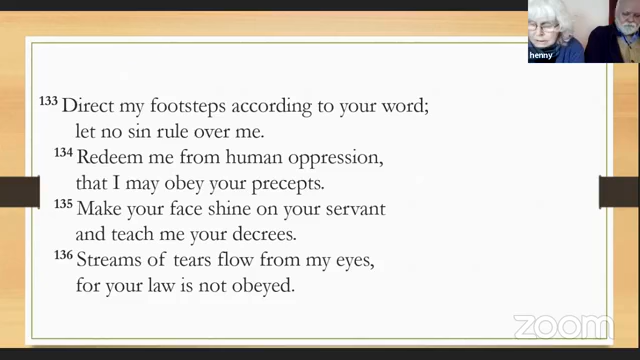 henny
133 Direct my footsteps according to your word;
let no sin rule over me.
134 Redeem me from human oppression,
that I may obey your precepts.
135 Make your face shine on your servant
and teach me your decrees.
136 Streams of tears flow from my eyes,
for your law is not obeyed.
zoom